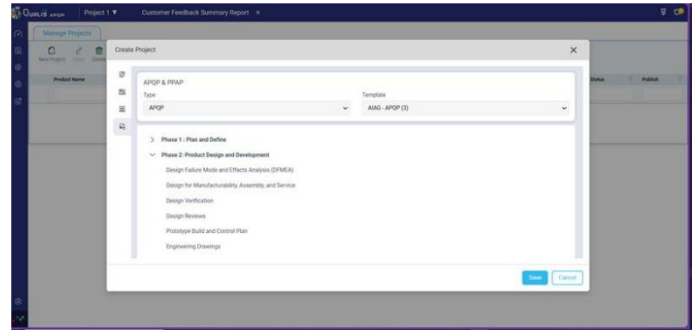 QUALIS APQP Project 1 ▼ Customer Feedback Summary Report ×
Manage Projects
New Project Delete
Product Name Status Publish
Create Project ×
APQP & PPAP
Type Template
APQP AIAG - APQP (3)
Phase 1 : Plan and Define
Phase 2: Product Design and Development
Design Failure Mode and Effects Analysis (DFMEA)
Design for Manufacturability, Assembly, and Service
Design Verification
Design Reviews
Prototype Build and Control Plan
Engineering Drawings
Save Cancel